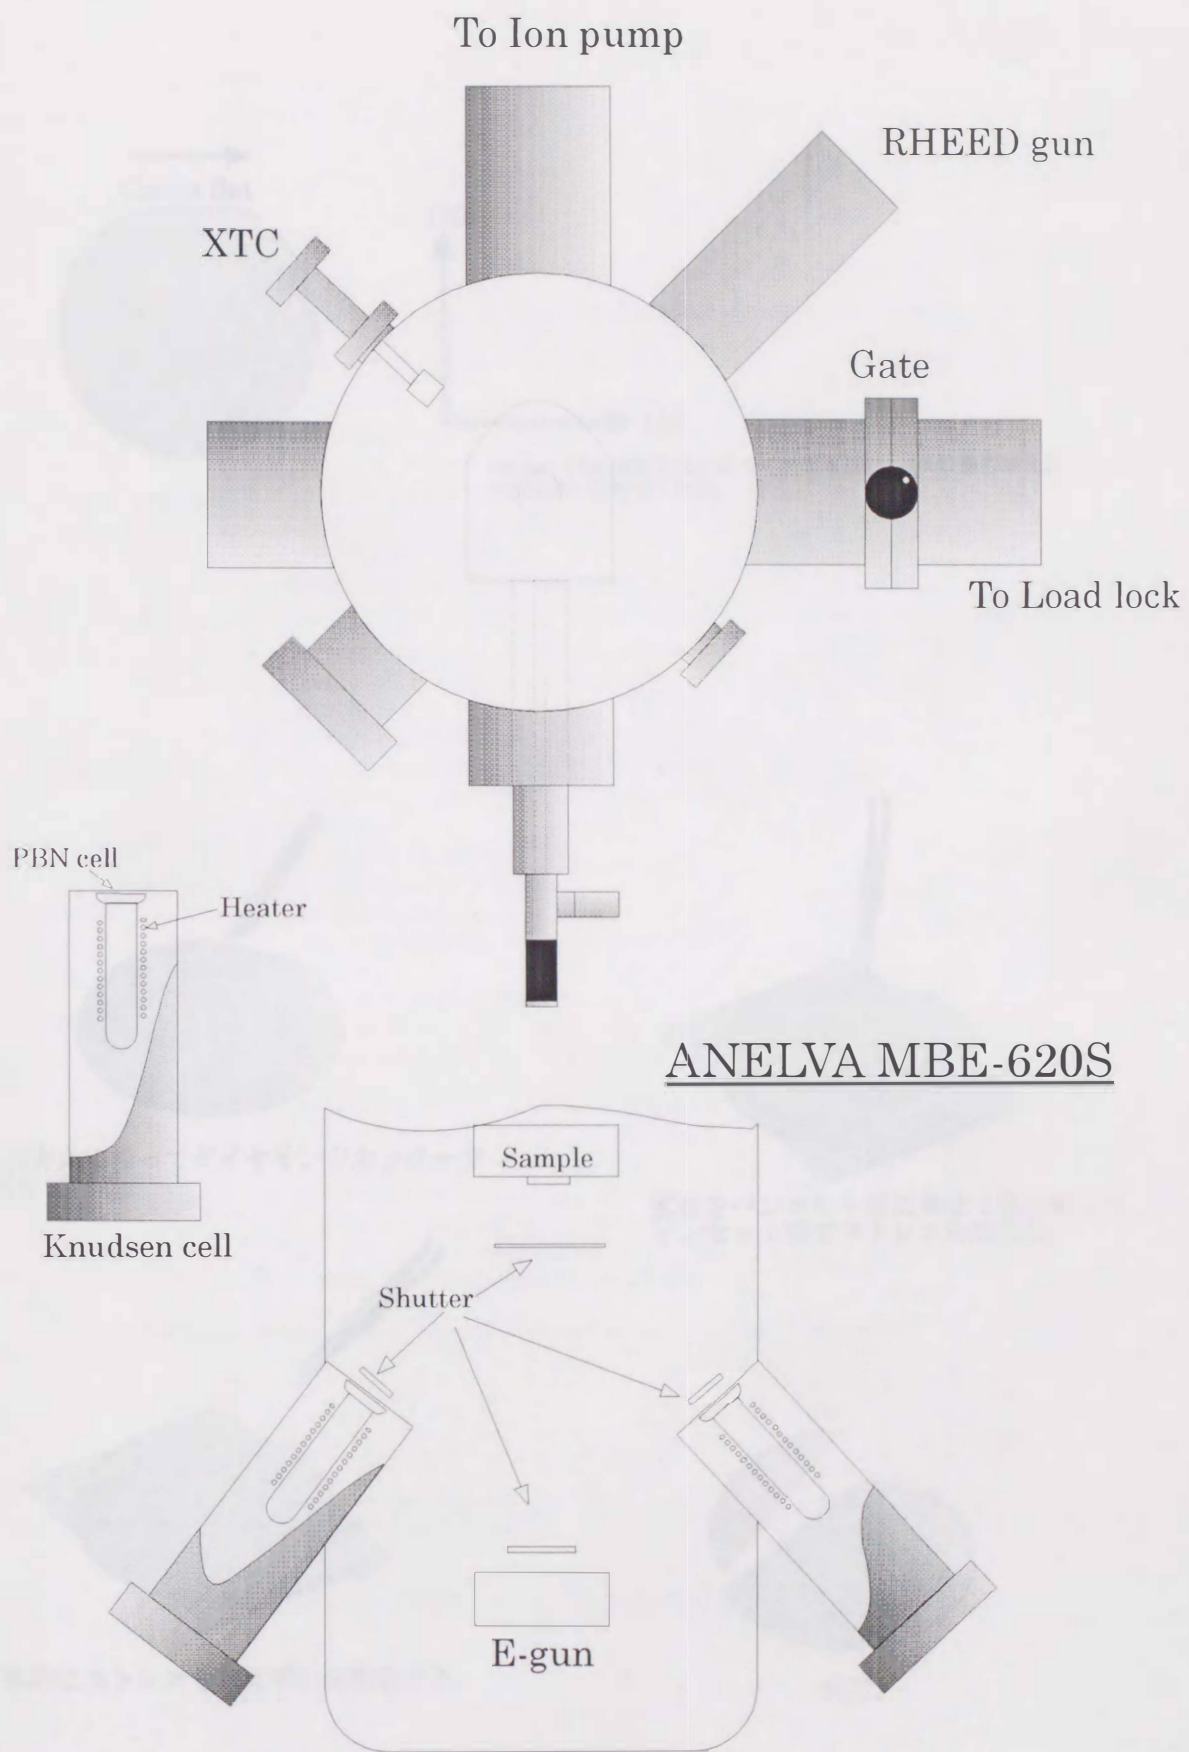 To Ion pump
RHEED gun
XTC
Gate
To Load lock
PBN cell
Heater
ANELVA MBE-620S
Sample
Knudsen cell
Shutter
E-gun